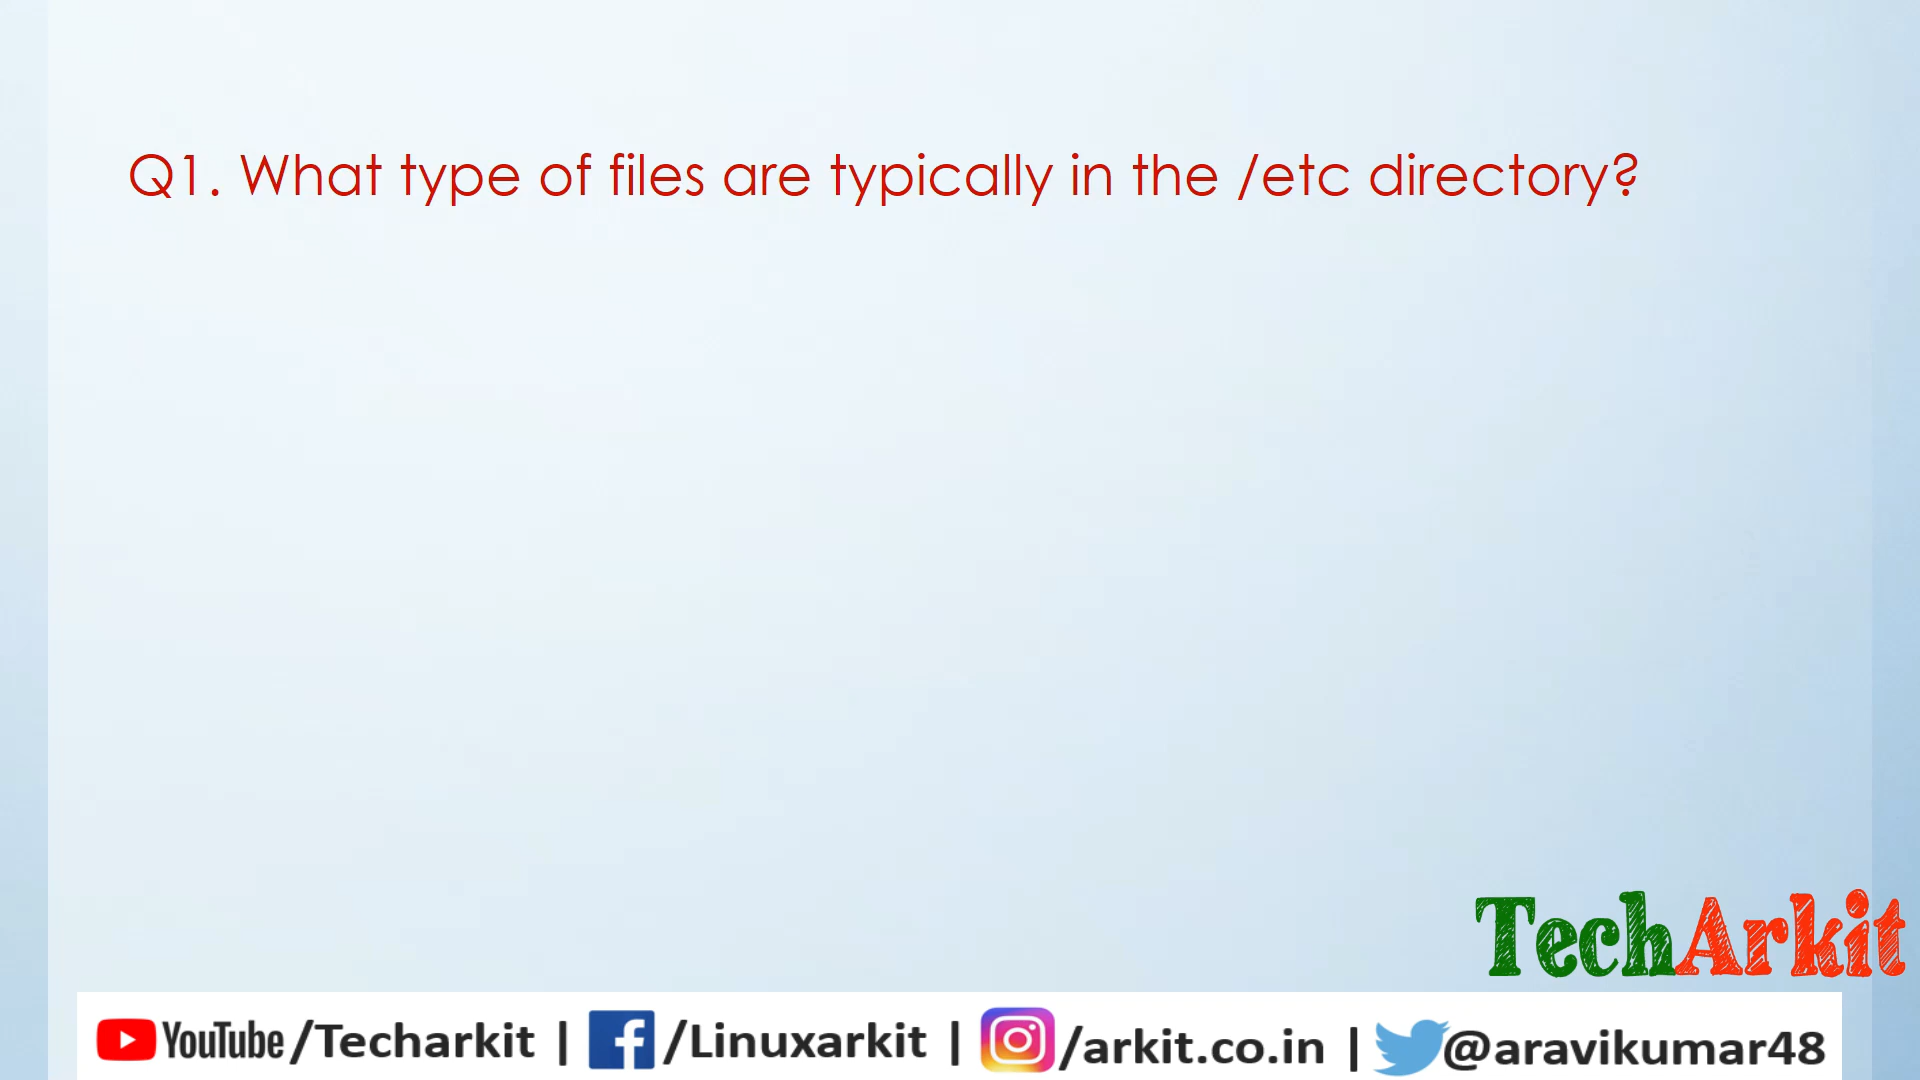 Q1. What type of files are typically in the /etc directory?
TechArkit
YouTube /Techarkit | /Linuxarkit | /arkit.co.in | @aravikumar48